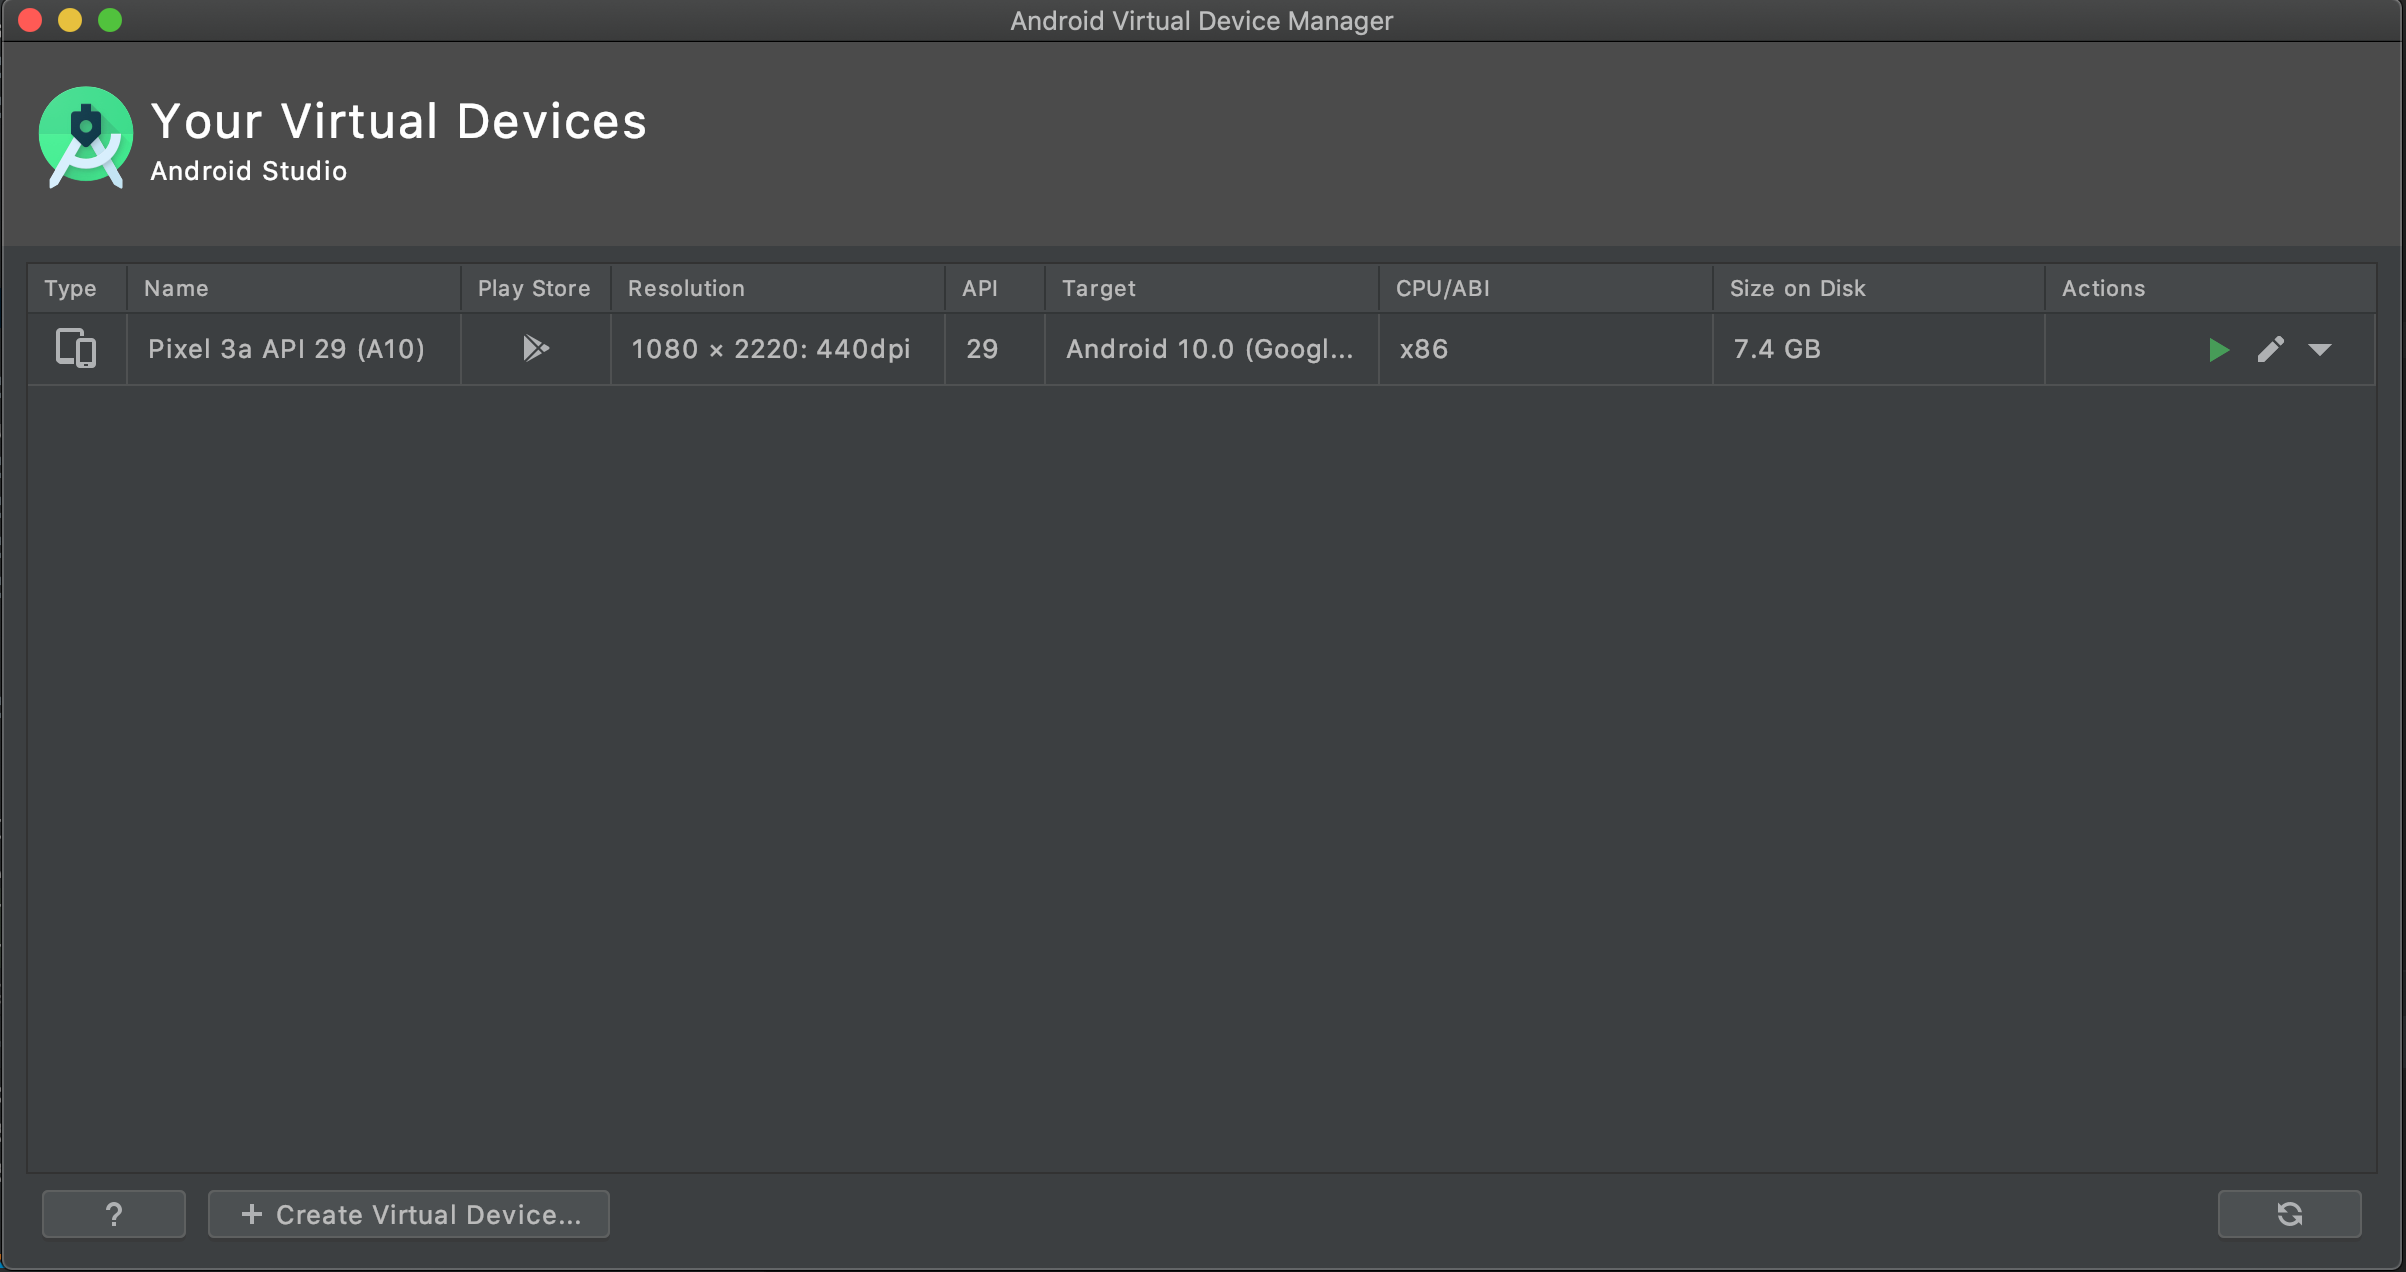 Android Virtual Device Manager
Your Virtual Devices
Android Studio
Type Name Play Store Resolution API Target CPU/ABI Size on Disk Actions
Pixel 3a API 29 (A10) 1080 × 2220: 440dpi 29 Android 10.0 (Googl... x86 7.4 GB
? + Create Virtual Device...